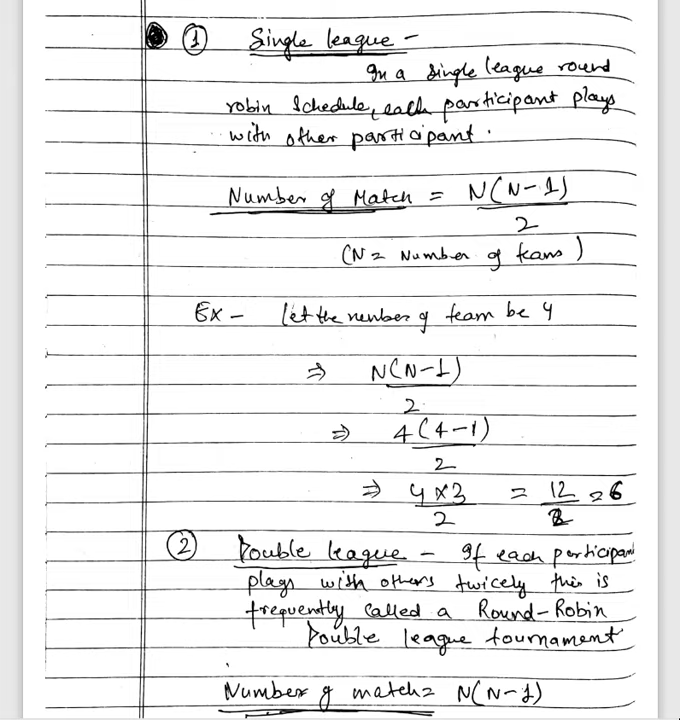 ① Single league -
In a single league round
robin Schedule, each participant plays
with other participant.
Number of Match = N(N-1)
2
(N = Number of teams)
Ex - let the number of team be 4
⇒ N(N-1)
2
⇒ 4(4-1)
2
⇒ 4x3 = 12 = 6
2 2
② Double league - If each participant
plays with others twicely this is
frequently called a Round-Robin
Double league tournament
Number of match = N(N-1)